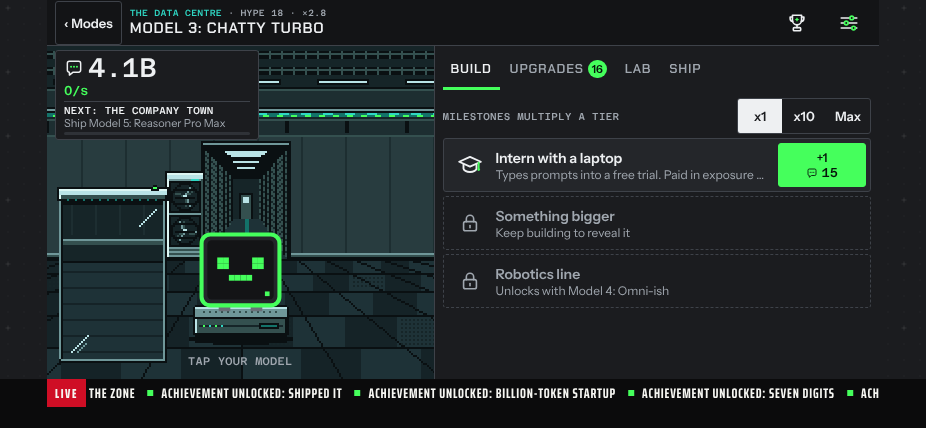 ‹ Modes
THE DATA CENTRE · HYPE 18 · ×2.8
MODEL 3: CHATTY TURBO
4.1B
0/s
NEXT: THE COMPANY TOWN
Ship Model 5: Reasoner Pro Max
TAP YOUR MODEL
BUILD
UPGRADES 16
LAB
SHIP
MILESTONES MULTIPLY A TIER
x1
x10
Max
Intern with a laptop
Types prompts into a free trial. Paid in exposure ...
+1
15
Something bigger
Keep building to reveal it
Robotics line
Unlocks with Model 4: Omni-ish
LIVE THE ZONE ■ ACHIEVEMENT UNLOCKED: SHIPPED IT ■ ACHIEVEMENT UNLOCKED: BILLION-TOKEN STARTUP ■ ACHIEVEMENT UNLOCKED: SEVEN DIGITS ■ ACH